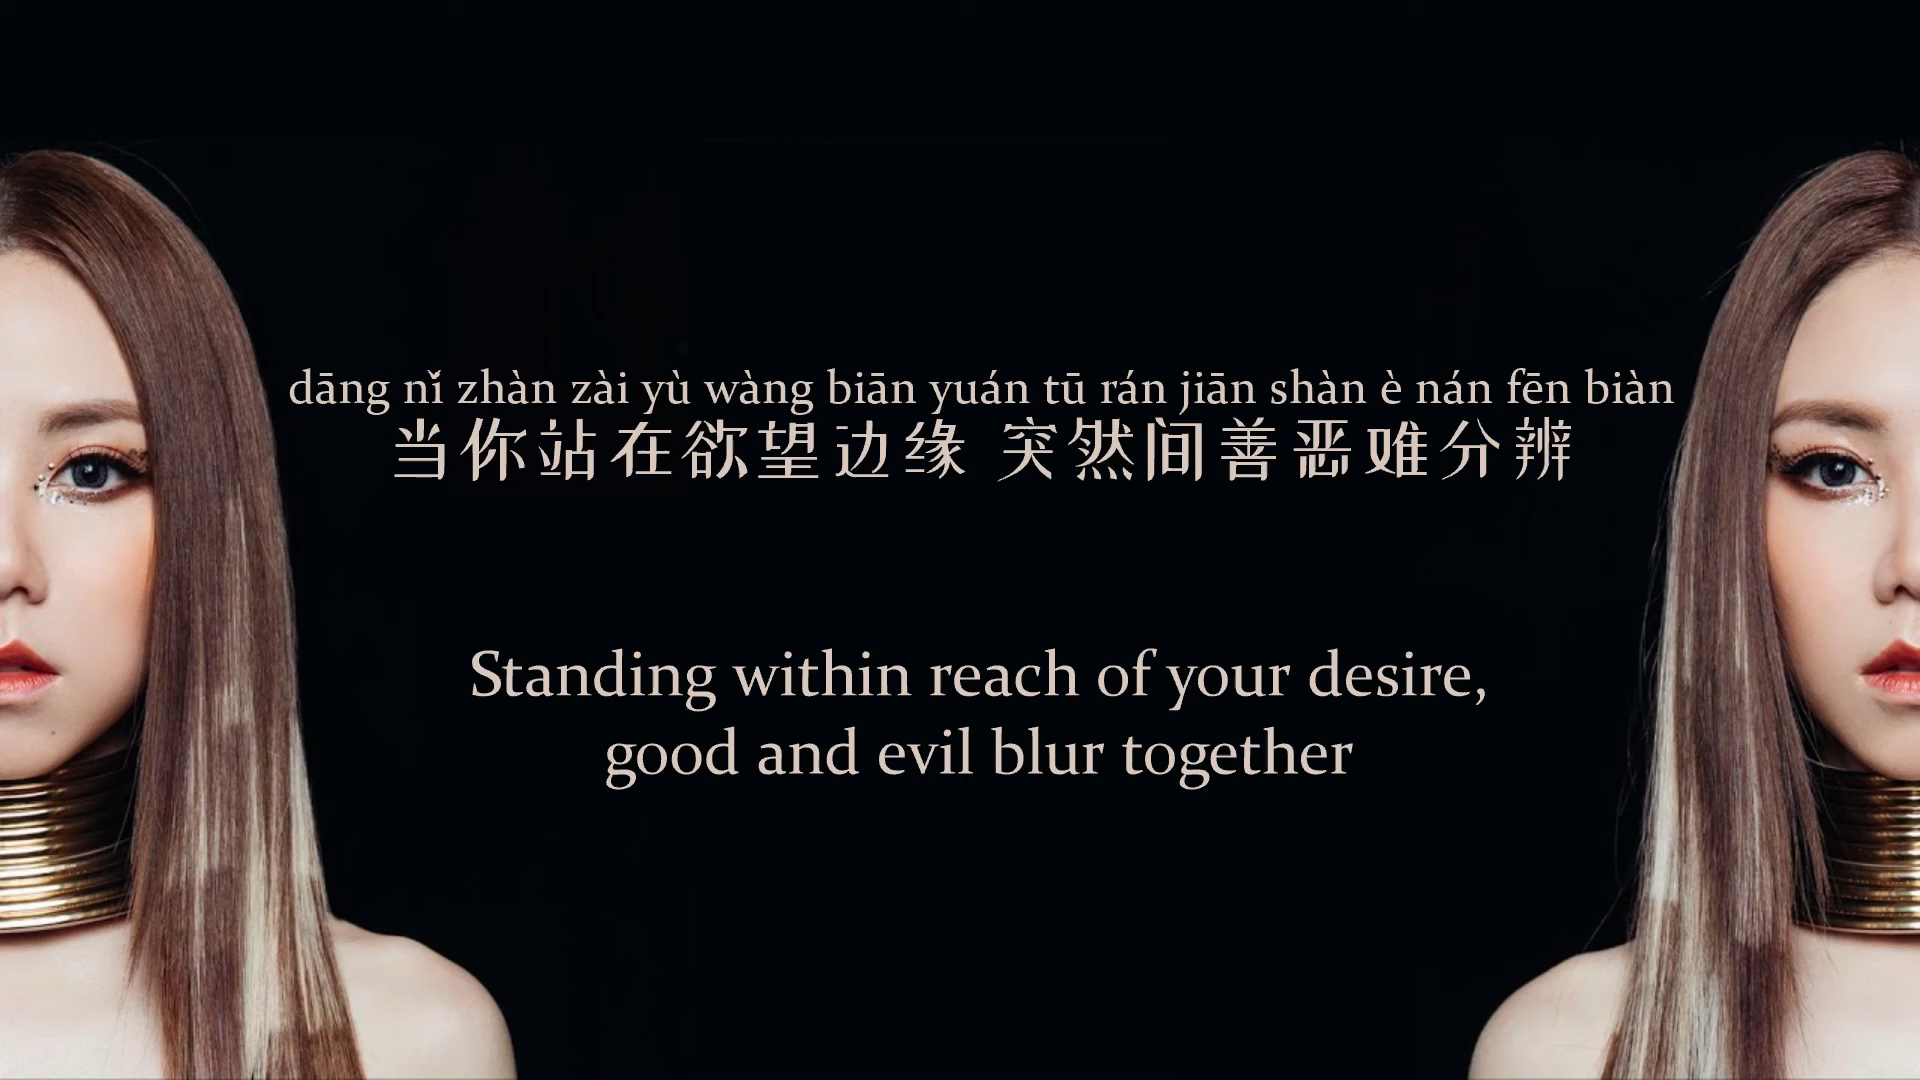 dāng nǐ zhàn zài yù wàng biān yuán tū rán jiān shàn è nán fēn biàn
当你站在欲望边缘 突然间善恶难分辨
Standing within reach of your desire,
good and evil blur together